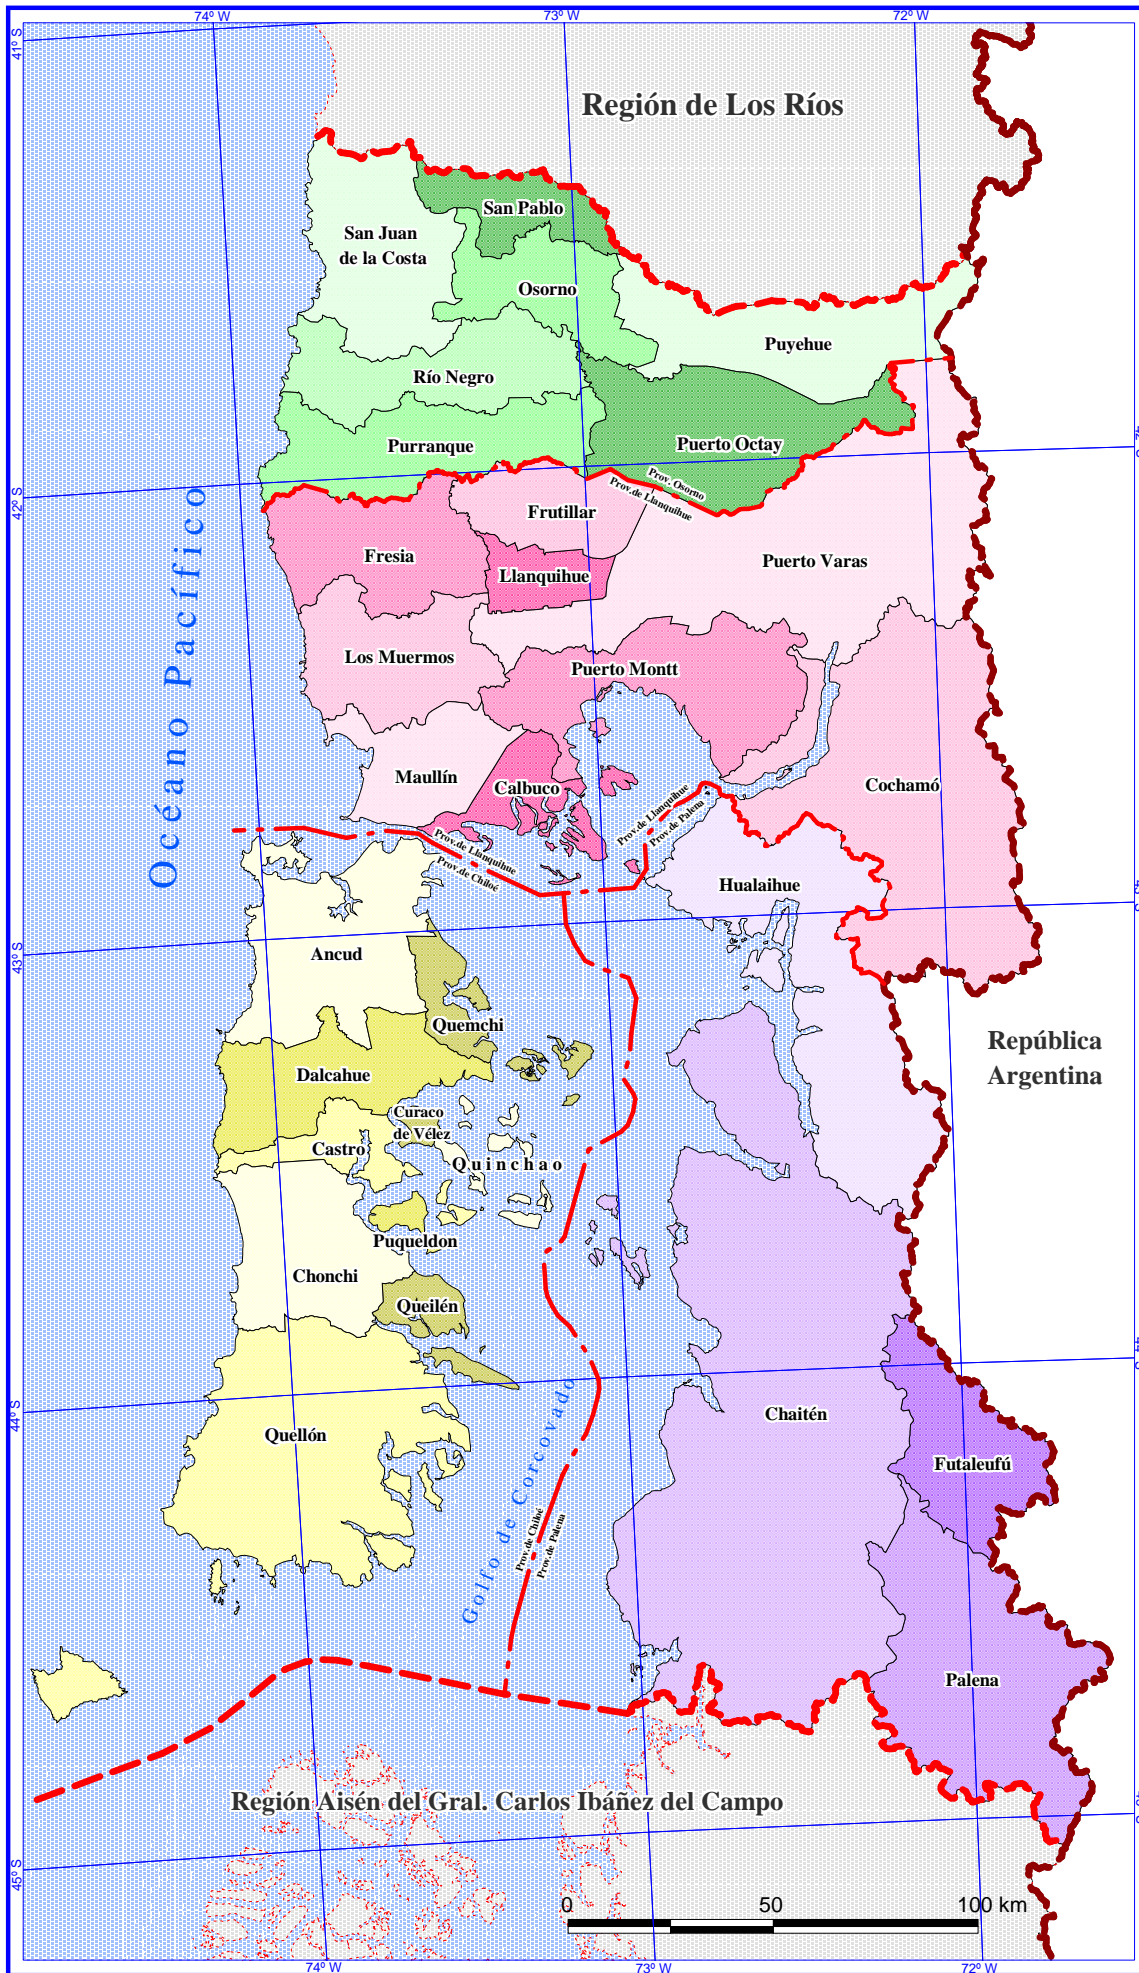 74º W
73º W
72º W
41º S
Región de Los Ríos
San Pablo
San Juan
de la Costa
Osorno
Puyehue
Río Negro
Purranque
Puerto Octay
Prov. Osorno
Prov.de Llanquihue
42º S
Frutillar
Fresia
Llanquihue
Puerto Varas
Océano Pacífico
Los Muermos
Puerto Montt
Maullín
Calbuco
Cochamó
Prov.de Llanquihue
Prov.de Palena
Prov.de Llanquihue
Prov.de Chiloé
Hualaihue
43º S
Ancud
Quemchi
República
Argentina
Dalcahue
Curaco
de Vélez
Castro
Quinchao
Puqueldon
Chonchi
Queilén
44º S
Quellón
Chaitén
Futaleufú
Golfo de Corcovado
Prov.de Chiloé
Prov.de Palena
Palena
Región Aisén del Gral. Carlos Ibáñez del Campo
45º S
0 50 100 km
74º W
73º W
72º W